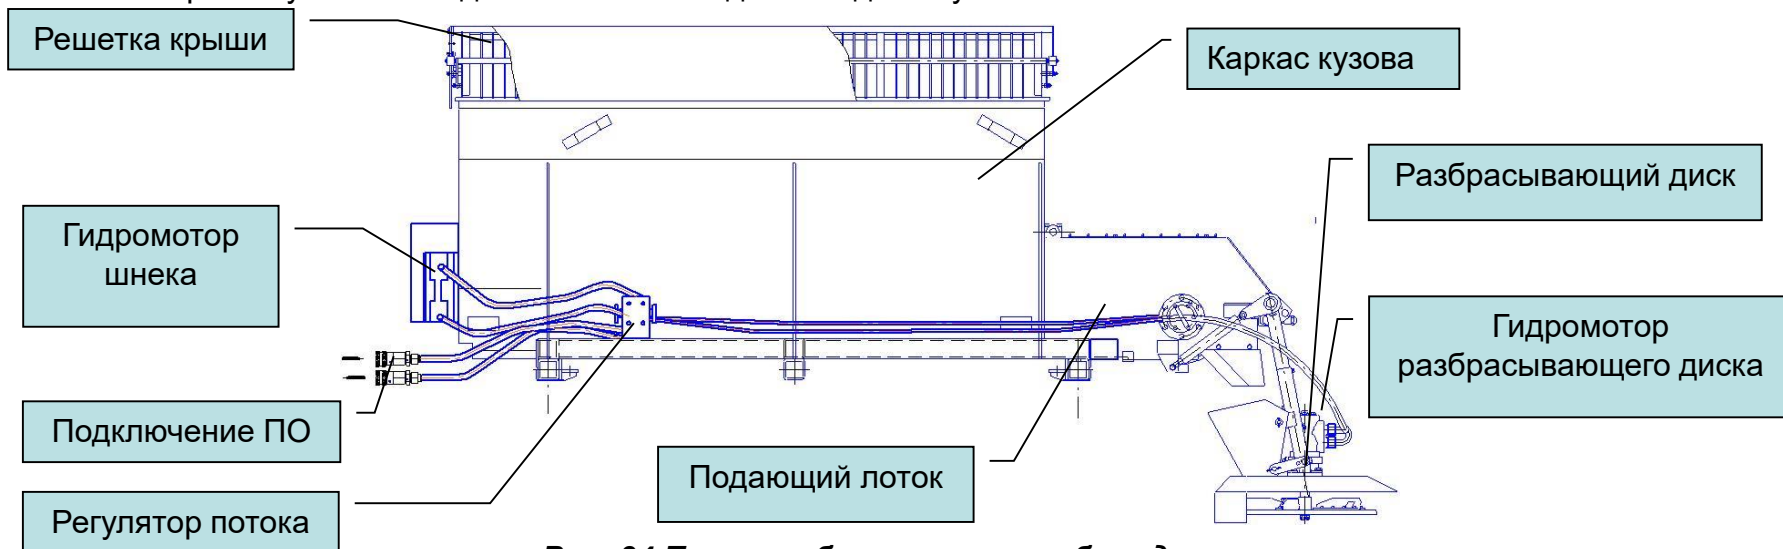 Решетка крыши
Каркас кузова
Разбрасывающий диск
Гидромотор
шнека
Гидромотор
разбрасывающего диска
Подключение ПО
Подающий лоток
Регулятор потока